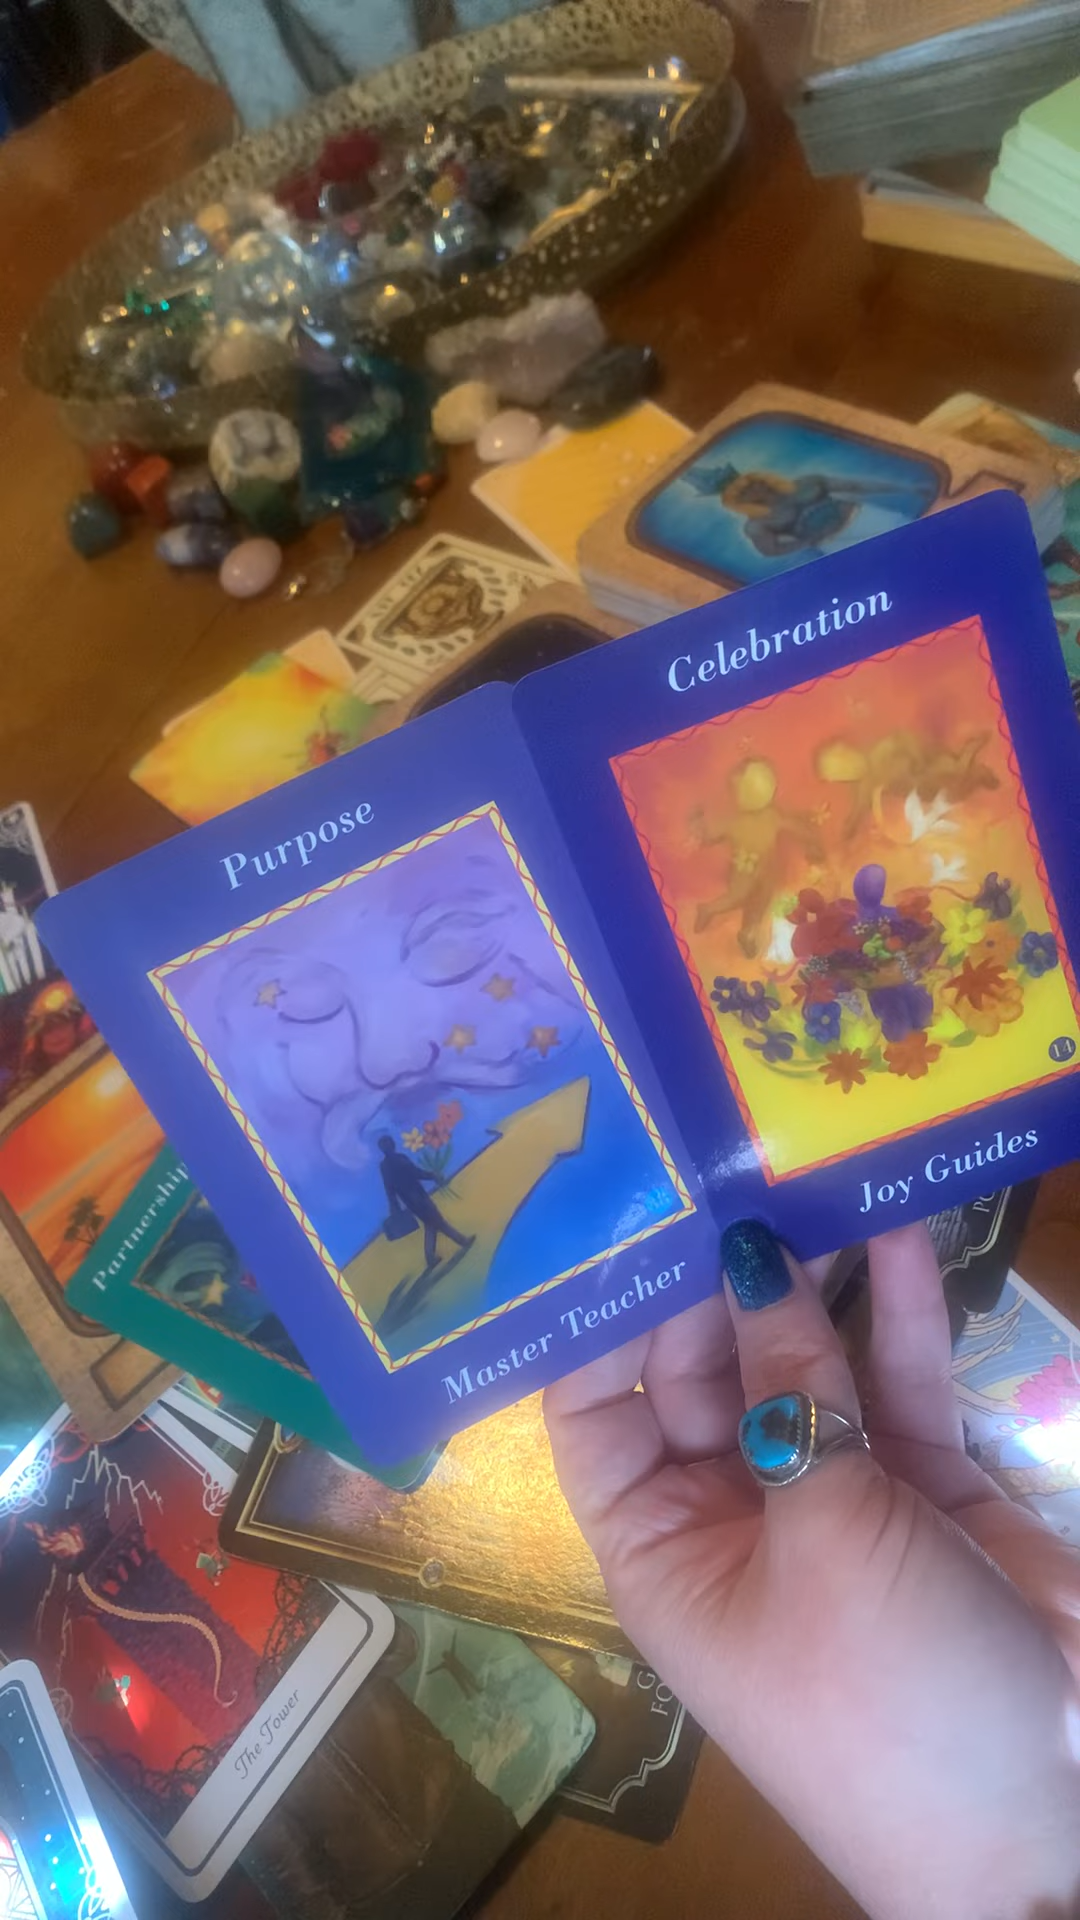 Celebration
Purpose
14
Joy Guides
Master Teacher
Partnership
The Tower